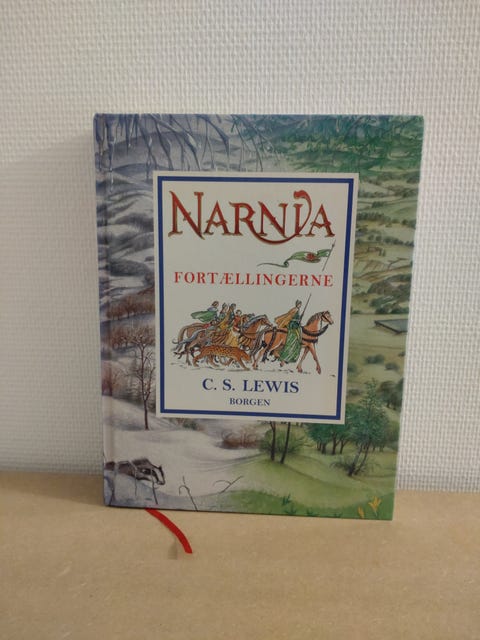 NARNIA
FORTÆLLINGERNE
C. S. LEWIS
BORGEN